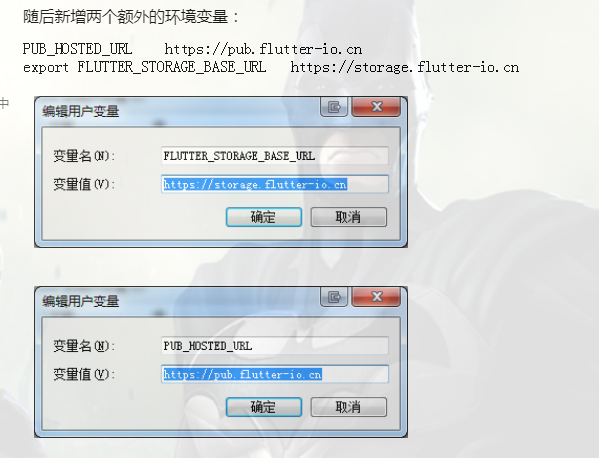 随后新增两个额外的环境变量：
PUB_HOSTED_URL    https://pub.flutter-io.cn
export FLUTTER_STORAGE_BASE_URL   https://storage.flutter-io.cn
中
编辑用户变量
变量名(N):
FLUTTER_STORAGE_BASE_URL
变量值(V):
https://storage.flutter-io.cn
确定
取消
编辑用户变量
变量名(N):
PUB_HOSTED_URL
变量值(V):
https://pub.flutter-io.cn
确定
取消